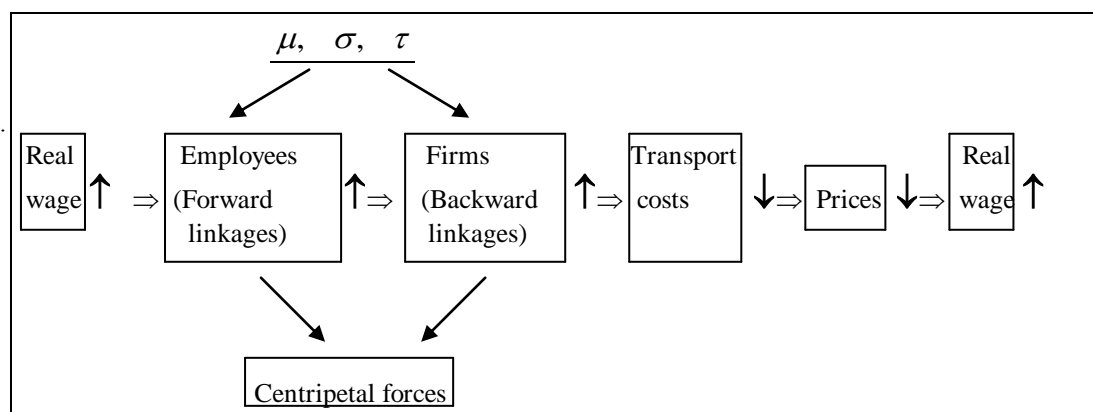 μ, σ, τ
Real wage ↑ ⇒
Employees (Forward linkages) ↑ ⇒
Firms (Backward linkages) ↑ ⇒
Transport costs ↓ ⇒
Prices ↓ ⇒
Real wage ↑
Centripetal forces